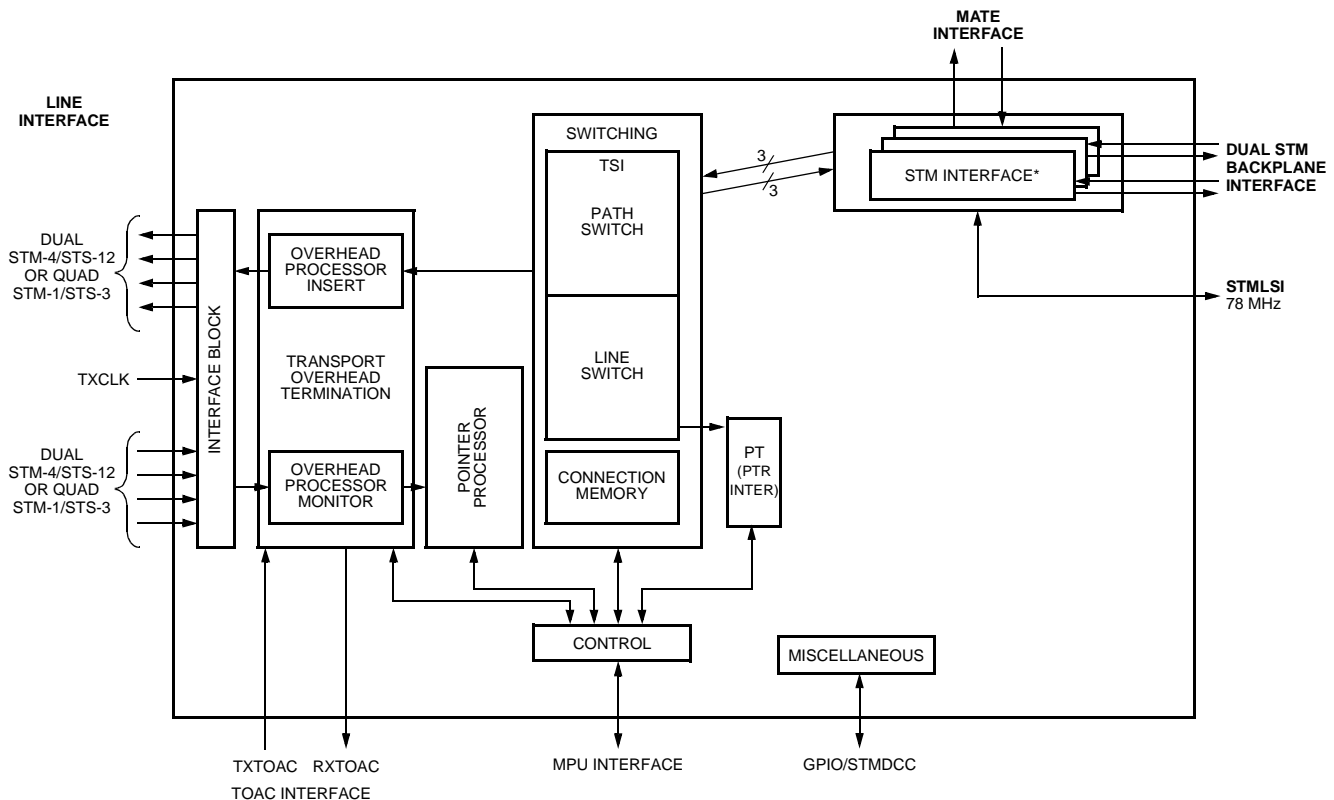 MATE
INTERFACE
LINE
INTERFACE
SWITCHING
TSI
PATH
SWITCH
LINE
SWITCH
CONNECTION
MEMORY
3
3
STM INTERFACE*
DUAL STM
BACKPLANE
INTERFACE
STMLSI
78 MHz
DUAL
STM-4/STS-12
OR QUAD
STM-1/STS-3
TXCLK
DUAL
STM-4/STS-12
OR QUAD
STM-1/STS-3
INTERFACE BLOCK
OVERHEAD
PROCESSOR
INSERT
TRANSPORT
OVERHEAD
TERMINATION
OVERHEAD
PROCESSOR
MONITOR
POINTER
PROCESSOR
PT
(PTR
INTER)
CONTROL
MISCELLANEOUS
TXTOAC RXTOAC
TOAC INTERFACE
MPU INTERFACE
GPIO/STMDCC